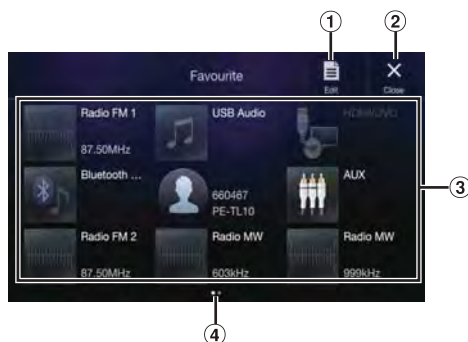 ① ②
Favourite
Edit Close
Radio FM 1 USB Audio HDMI/DVD
87.50MHz
③
Bluetooth ... AUX
660467
PE-TL10
Radio FM 2 Radio MW Radio MW
87.50MHz 603kHz 999kHz
④